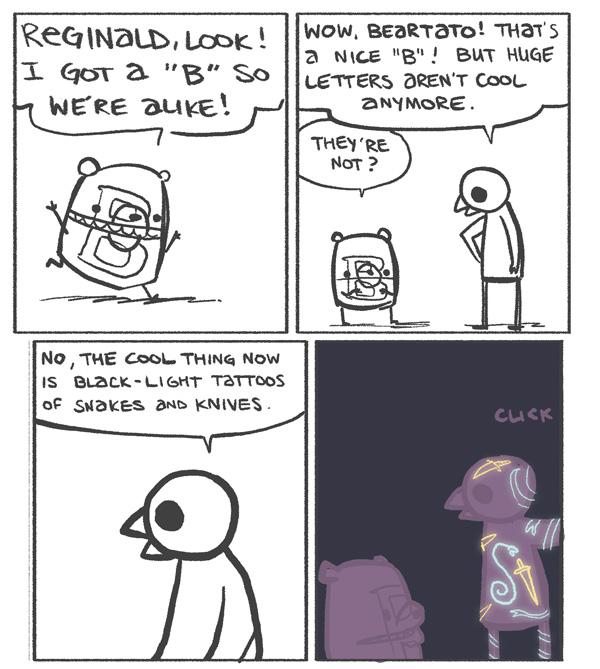 REGINALD, LOOK!
I GOT A "B" SO
WE'RE ALIKE!
B
WOW, BEARTATO! THAT'S
A NICE "B"! BUT HUGE
LETTERS AREN'T COOL
ANYMORE.
THEY'RE
NOT?
B
NO, THE COOL THING NOW
IS BLACK-LIGHT TATTOOS
OF SNAKES AND KNIVES.
CLICK
B